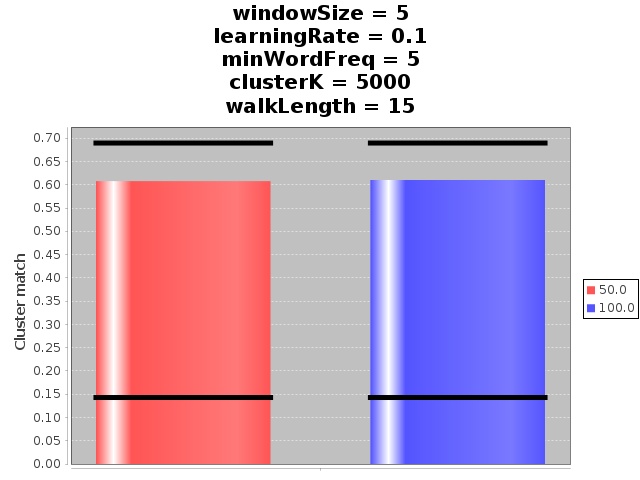 windowSize = 5
learningRate = 0.1
minWordFreq = 5
clusterK = 5000
walkLength = 15
0.70
0.65
0.60
0.55
0.50
0.45
0.40
0.35
0.30
0.25
0.20
0.15
0.10
0.05
0.00
Cluster match
50.0
100.0